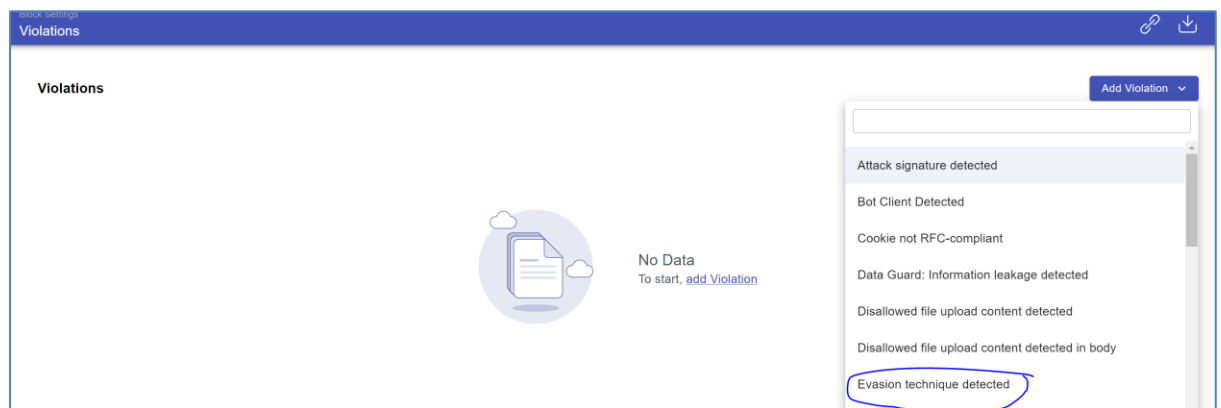 Block Settings
Violations
Violations
Add Violation
Attack signature detected
Bot Client Detected
Cookie not RFC-compliant
No Data
Data Guard: Information leakage detected
To start, add Violation
Disallowed file upload content detected
Disallowed file upload content detected in body
Evasion technique detected